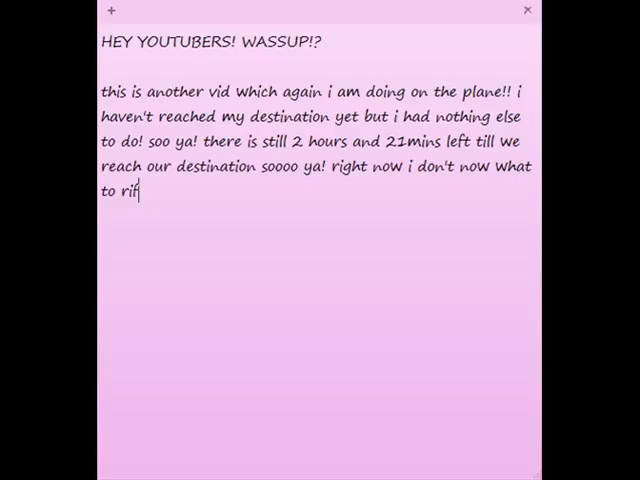 HEY YOUTUBERS! WASSUP!?
this is another vid which again i am doing on the plane!! i
haven't reached my destination yet but i had nothing else
to do! soo ya! there is still 2 hours and 21mins left till we
reach our destination soooo ya! right now i don't now what
to rif